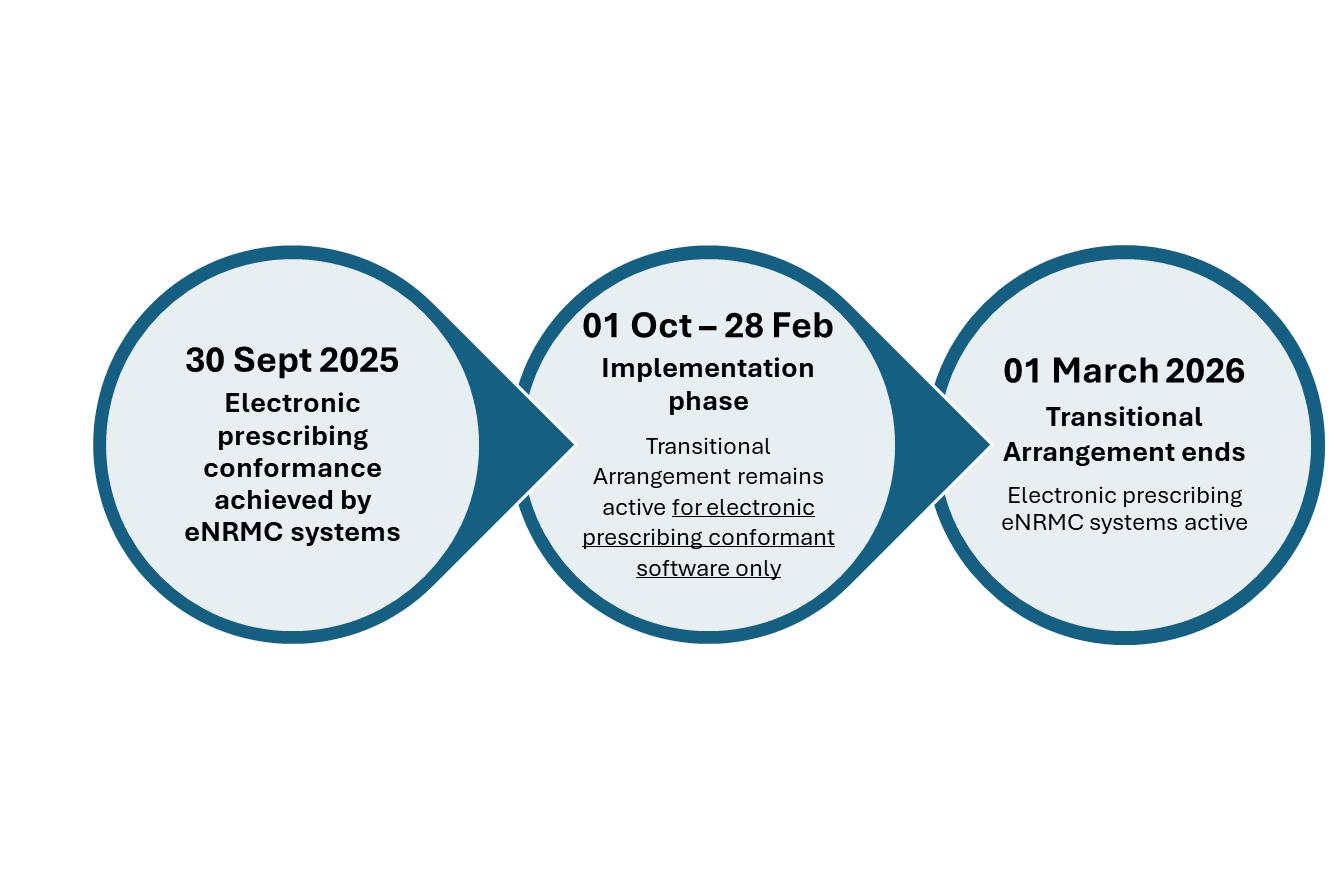 30 Sept 2025
Electronic
prescribing
conformance
achieved by
eNRMC systems
01 Oct – 28 Feb
Implementation
phase
Transitional
Arrangement remains
active for electronic
prescribing conformant
software only
01 March 2026
Transitional
Arrangement ends
Electronic prescribing
eNRMC systems active